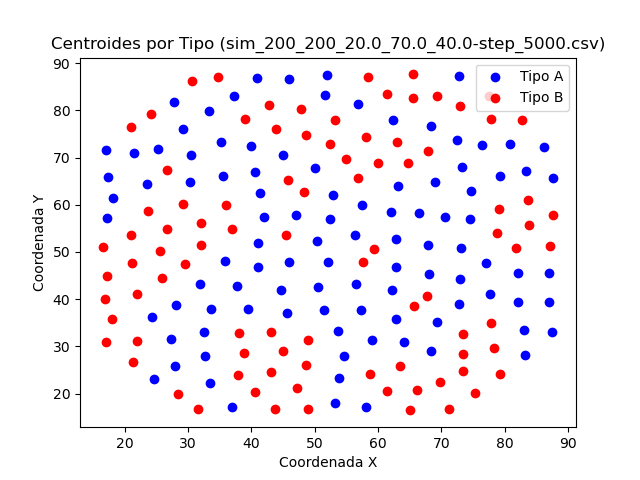 Centroides por Tipo (sim_200_200_20.0_70.0_40.0-step_5000.csv)
Tipo A
Tipo B
90
80
70
60
50
40
30
20
Coordenada Y
20 30 40 50 60 70 80 90
Coordenada X